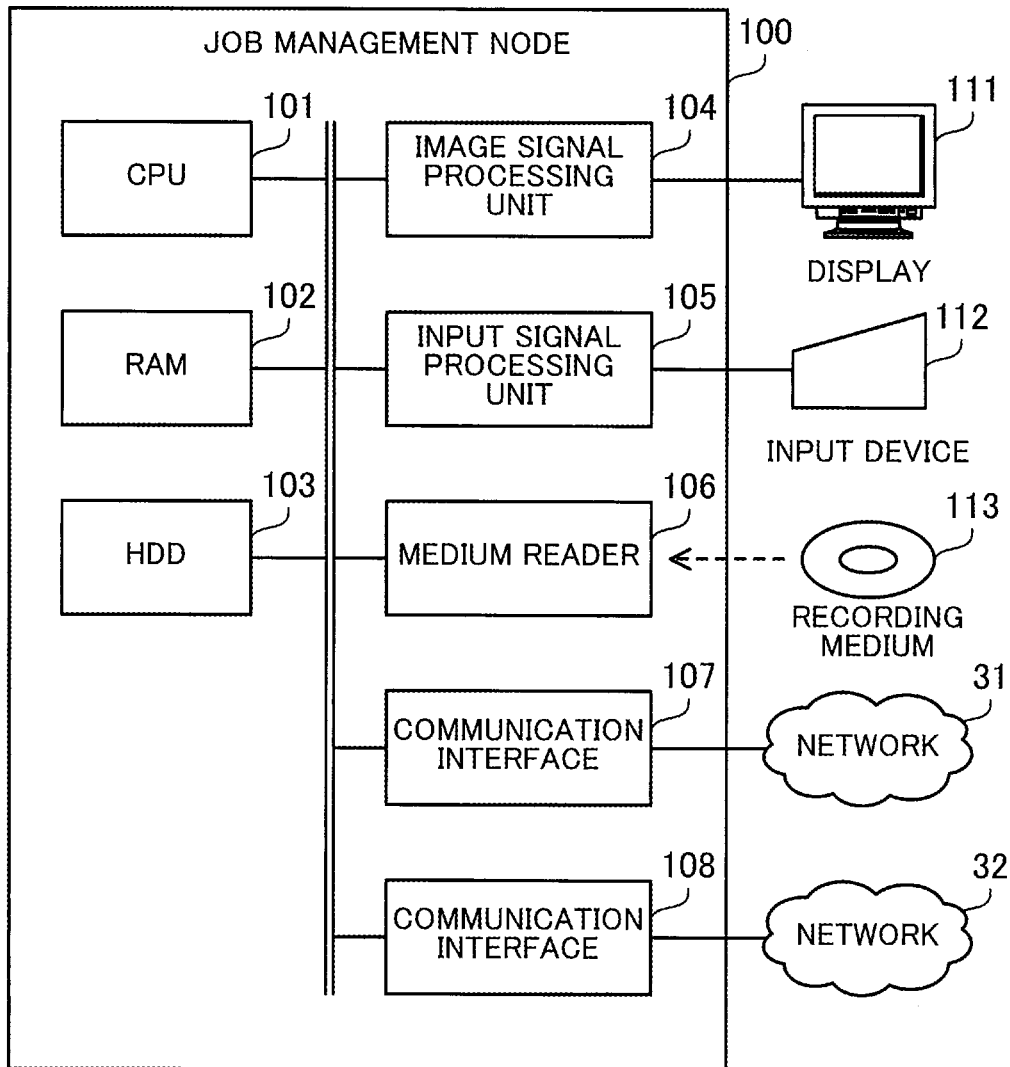 JOB MANAGEMENT NODE
100
101
CPU
104
IMAGE SIGNAL
PROCESSING
UNIT
111
DISPLAY
102
RAM
105
INPUT SIGNAL
PROCESSING
UNIT
112
INPUT DEVICE
103
HDD
106
MEDIUM READER
113
RECORDING
MEDIUM
107
COMMUNICATION
INTERFACE
31
NETWORK
108
COMMUNICATION
INTERFACE
32
NETWORK